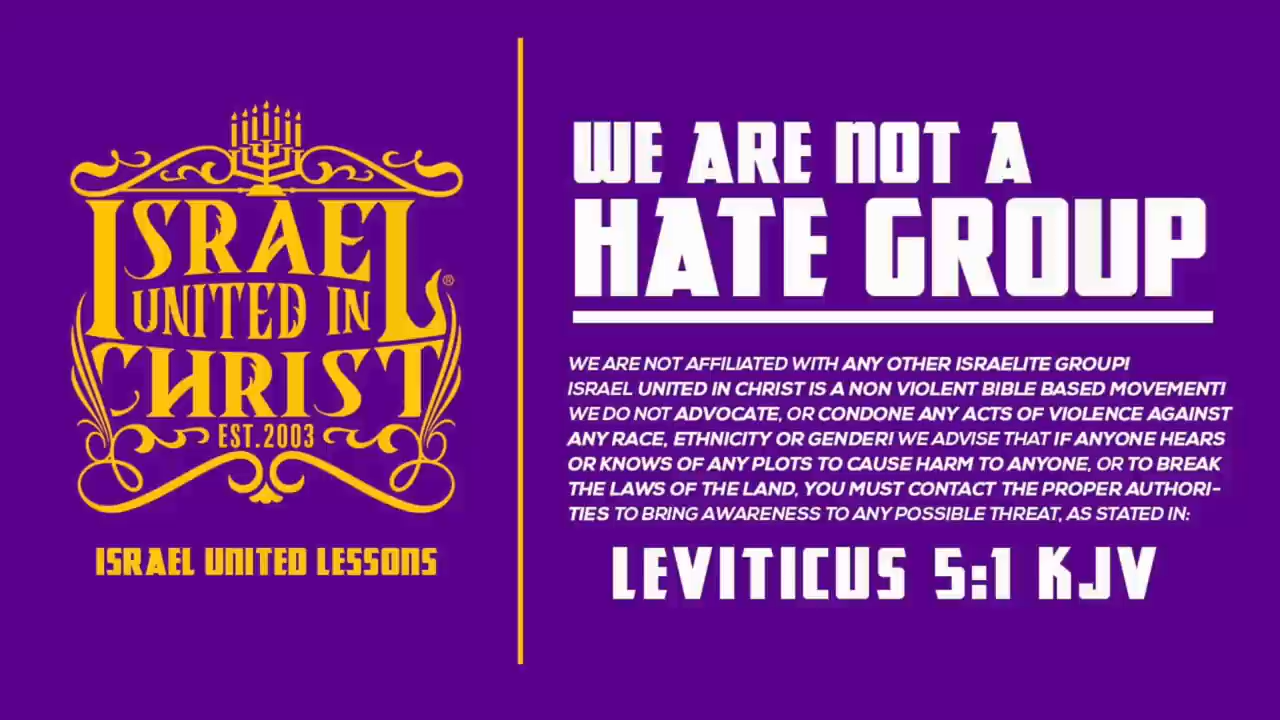 ISRAEL
UNITED IN
CHRIST
EST.2003
ISRAEL UNITED LESSONS
WE ARE NOT A
HATE GROUP
WE ARE NOT AFFILIATED WITH ANY OTHER ISRAELITE GROUP!
ISRAEL UNITED IN CHRIST IS A NON VIOLENT BIBLE BASED MOVEMENT!
WE DO NOT ADVOCATE, OR CONDONE ANY ACTS OF VIOLENCE AGAINST
ANY RACE, ETHNICITY OR GENDER! WE ADVISE THAT IF ANYONE HEARS
OR KNOWS OF ANY PLOTS TO CAUSE HARM TO ANYONE, OR TO BREAK
THE LAWS OF THE LAND, YOU MUST CONTACT THE PROPER AUTHORI-
TIES TO BRING AWARENESS TO ANY POSSIBLE THREAT, AS STATED IN:
LEVITICUS 5:1 KJV